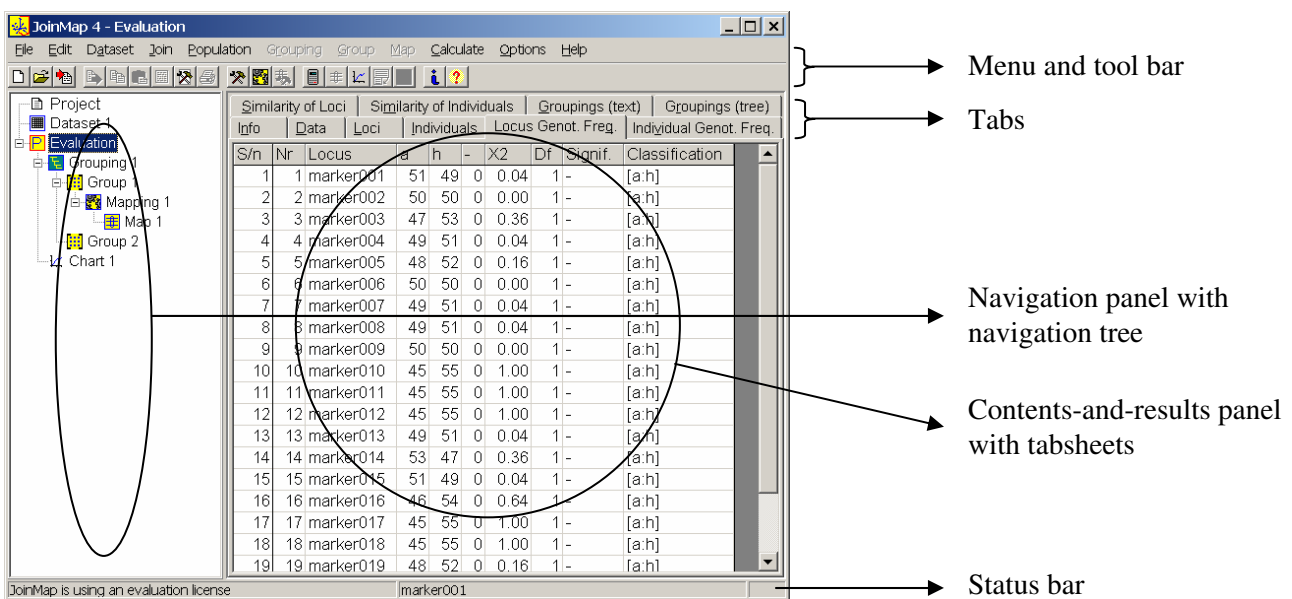 JoinMap 4 - Evaluation
File Edit Dataset Join Population Grouping Group Map Calculate Options Help
Menu and tool bar
Project
Dataset 1
Evaluation
Grouping 1
Group 1
Mapping 1
Map 1
Group 2
Chart 1
Similarity of Loci Similarity of Individuals Groupings (text) Groupings (tree)
Info Data Loci Individuals Locus Genot. Freq. Individual Genot. Freq.
Tabs
S/n Nr Locus a h - X2 Df Signif. Classification
1 1 marker001 51 49 0 0.04 1 - [a:h]
2 2 marker002 50 50 0 0.00 1 - [a:h]
3 3 marker003 47 53 0 0.36 1 - [a:h]
4 4 marker004 49 51 0 0.04 1 - [a:h]
5 5 marker005 48 52 0 0.16 1 - [a:h]
6 6 marker006 50 50 0 0.00 1 - [a:h]
7 7 marker007 49 51 0 0.04 1 - [a:h]
8 8 marker008 49 51 0 0.04 1 - [a:h]
9 9 marker009 50 50 0 0.00 1 - [a:h]
10 10 marker010 45 55 0 1.00 1 - [a:h]
11 11 marker011 45 55 0 1.00 1 - [a:h]
12 12 marker012 45 55 0 1.00 1 - [a:h]
13 13 marker013 49 51 0 0.04 1 - [a:h]
14 14 marker014 53 47 0 0.36 1 - [a:h]
15 15 marker015 51 49 0 0.04 1 - [a:h]
16 16 marker016 46 54 0 0.64 1 - [a:h]
17 17 marker017 45 55 0 1.00 1 - [a:h]
18 18 marker018 45 55 0 1.00 1 - [a:h]
19 19 marker019 48 52 0 0.16 1 - [a:h]
Navigation panel with
navigation tree
Contents-and-results panel
with tabsheets
JoinMap is using an evaluation license marker001
Status bar